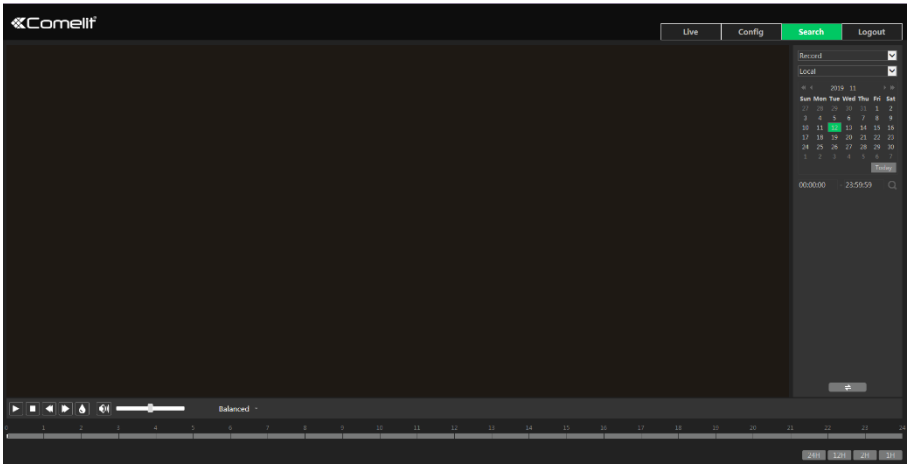 Comelit
Live Config Search Logout
Record
Local
2019 11
Sun Mon Tue Wed Thu Fri Sat
27 28 29 30 31 1 2
3 4 5 6 7 8 9
10 11 12 13 14 15 16
17 18 19 20 21 22 23
24 25 26 27 28 29 30
1 2 3 4 5 6 7
Today
00:00:00 - 23:59:59
Balanced
0 1 2 3 4 5 6 7 8 9 10 11 12 13 14 15 16 17 18 19 20 21 22 23 24
24H 12H 2H 1H